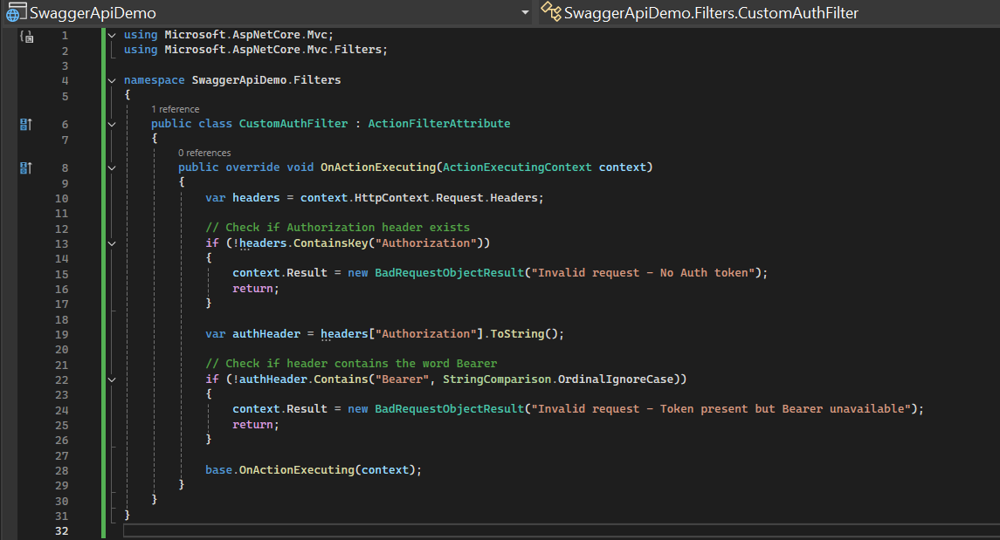 SwaggerApiDemo SwaggerApiDemo.Filters.CustomAuthFilter
1 using Microsoft.AspNetCore.Mvc;
2 using Microsoft.AspNetCore.Mvc.Filters;
3
4 namespace SwaggerApiDemo.Filters
5 {
1 reference
6 public class CustomAuthFilter : ActionFilterAttribute
7 {
0 references
8 public override void OnActionExecuting(ActionExecutingContext context)
9 {
10 var headers = context.HttpContext.Request.Headers;
11
12 // Check if Authorization header exists
13 if (!headers.ContainsKey("Authorization"))
14 {
15 context.Result = new BadRequestObjectResult("Invalid request - No Auth token");
16 return;
17 }
18
19 var authHeader = headers["Authorization"].ToString();
20
21 // Check if header contains the word Bearer
22 if (!authHeader.Contains("Bearer", StringComparison.OrdinalIgnoreCase))
23 {
24 context.Result = new BadRequestObjectResult("Invalid request - Token present but Bearer unavailable");
25 return;
26 }
27
28 base.OnActionExecuting(context);
29 }
30 }
31 }
32